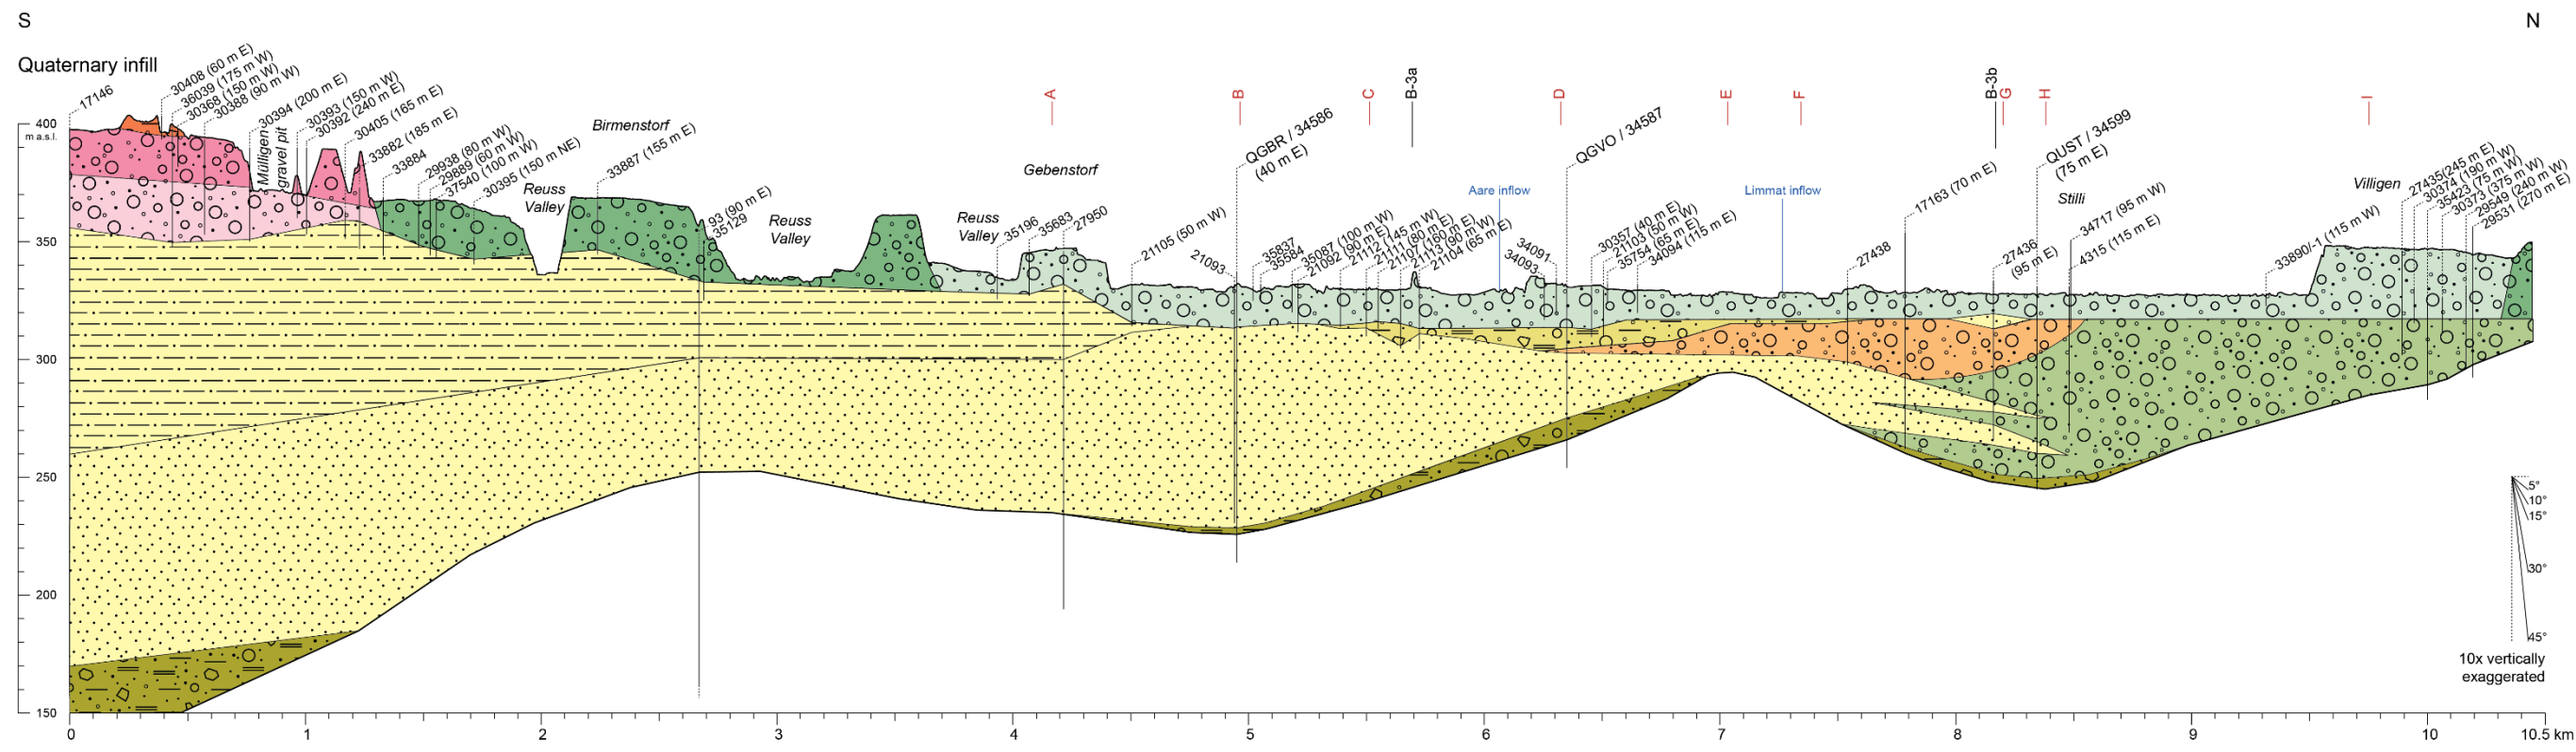 S
N
Quaternary infill
17146
30408 (60 m E)
36039 (175 m W)
30368 (150 m W)
30388 (90 m W)
30394 (200 m E)
Mülligen
gravel pit
30393 (150 m W)
30392 (240 m E)
30405 (165 m E)
33882 (185 m E)
33884
29938 (80 m W)
29889 (60 m W)
37540 (100 m W)
30395 (150 m NE)
Reuss
Valley
Birmenstorf
33887 (155 m E)
93 (90 m E)
35129
Reuss
Valley
Reuss
Valley
35196
35683
27950
Gebenstorf
A
B
C
B-3a
D
E
F
B-3b
G
H
I
21105 (50 m W)
21093
QGBR / 34586
(40 m E)
35837
35584
35087 (100 m W)
21092 (90 m E)
21112 (145 m W)
21111 (80 m E)
21107 (160 m E)
21113 (90 m W)
21104 (65 m E)
Aare inflow
34091
34093
QGVO / 34587
30357 (40 m E)
21103 (50 m W)
35754 (65 m E)
34094 (115 m E)
Limmat inflow
27438
17163 (70 m E)
27436
(95 m E)
QUST / 34599
(75 m E)
Stilli
34717 (95 m W)
4315 (115 m E)
33890/-1 (115 m W)
Villigen
27435(245 m E)
30374 (190 m W)
35423 (75 m W)
30373 (375 m W)
29549 (240 m W)
29531 (270 m E)
400
m a.s.l.
350
300
250
200
150
5°
10°
15°
30°
45°
10x vertically
exaggerated
0
1
2
3
4
5
6
7
8
9
10
10.5 km